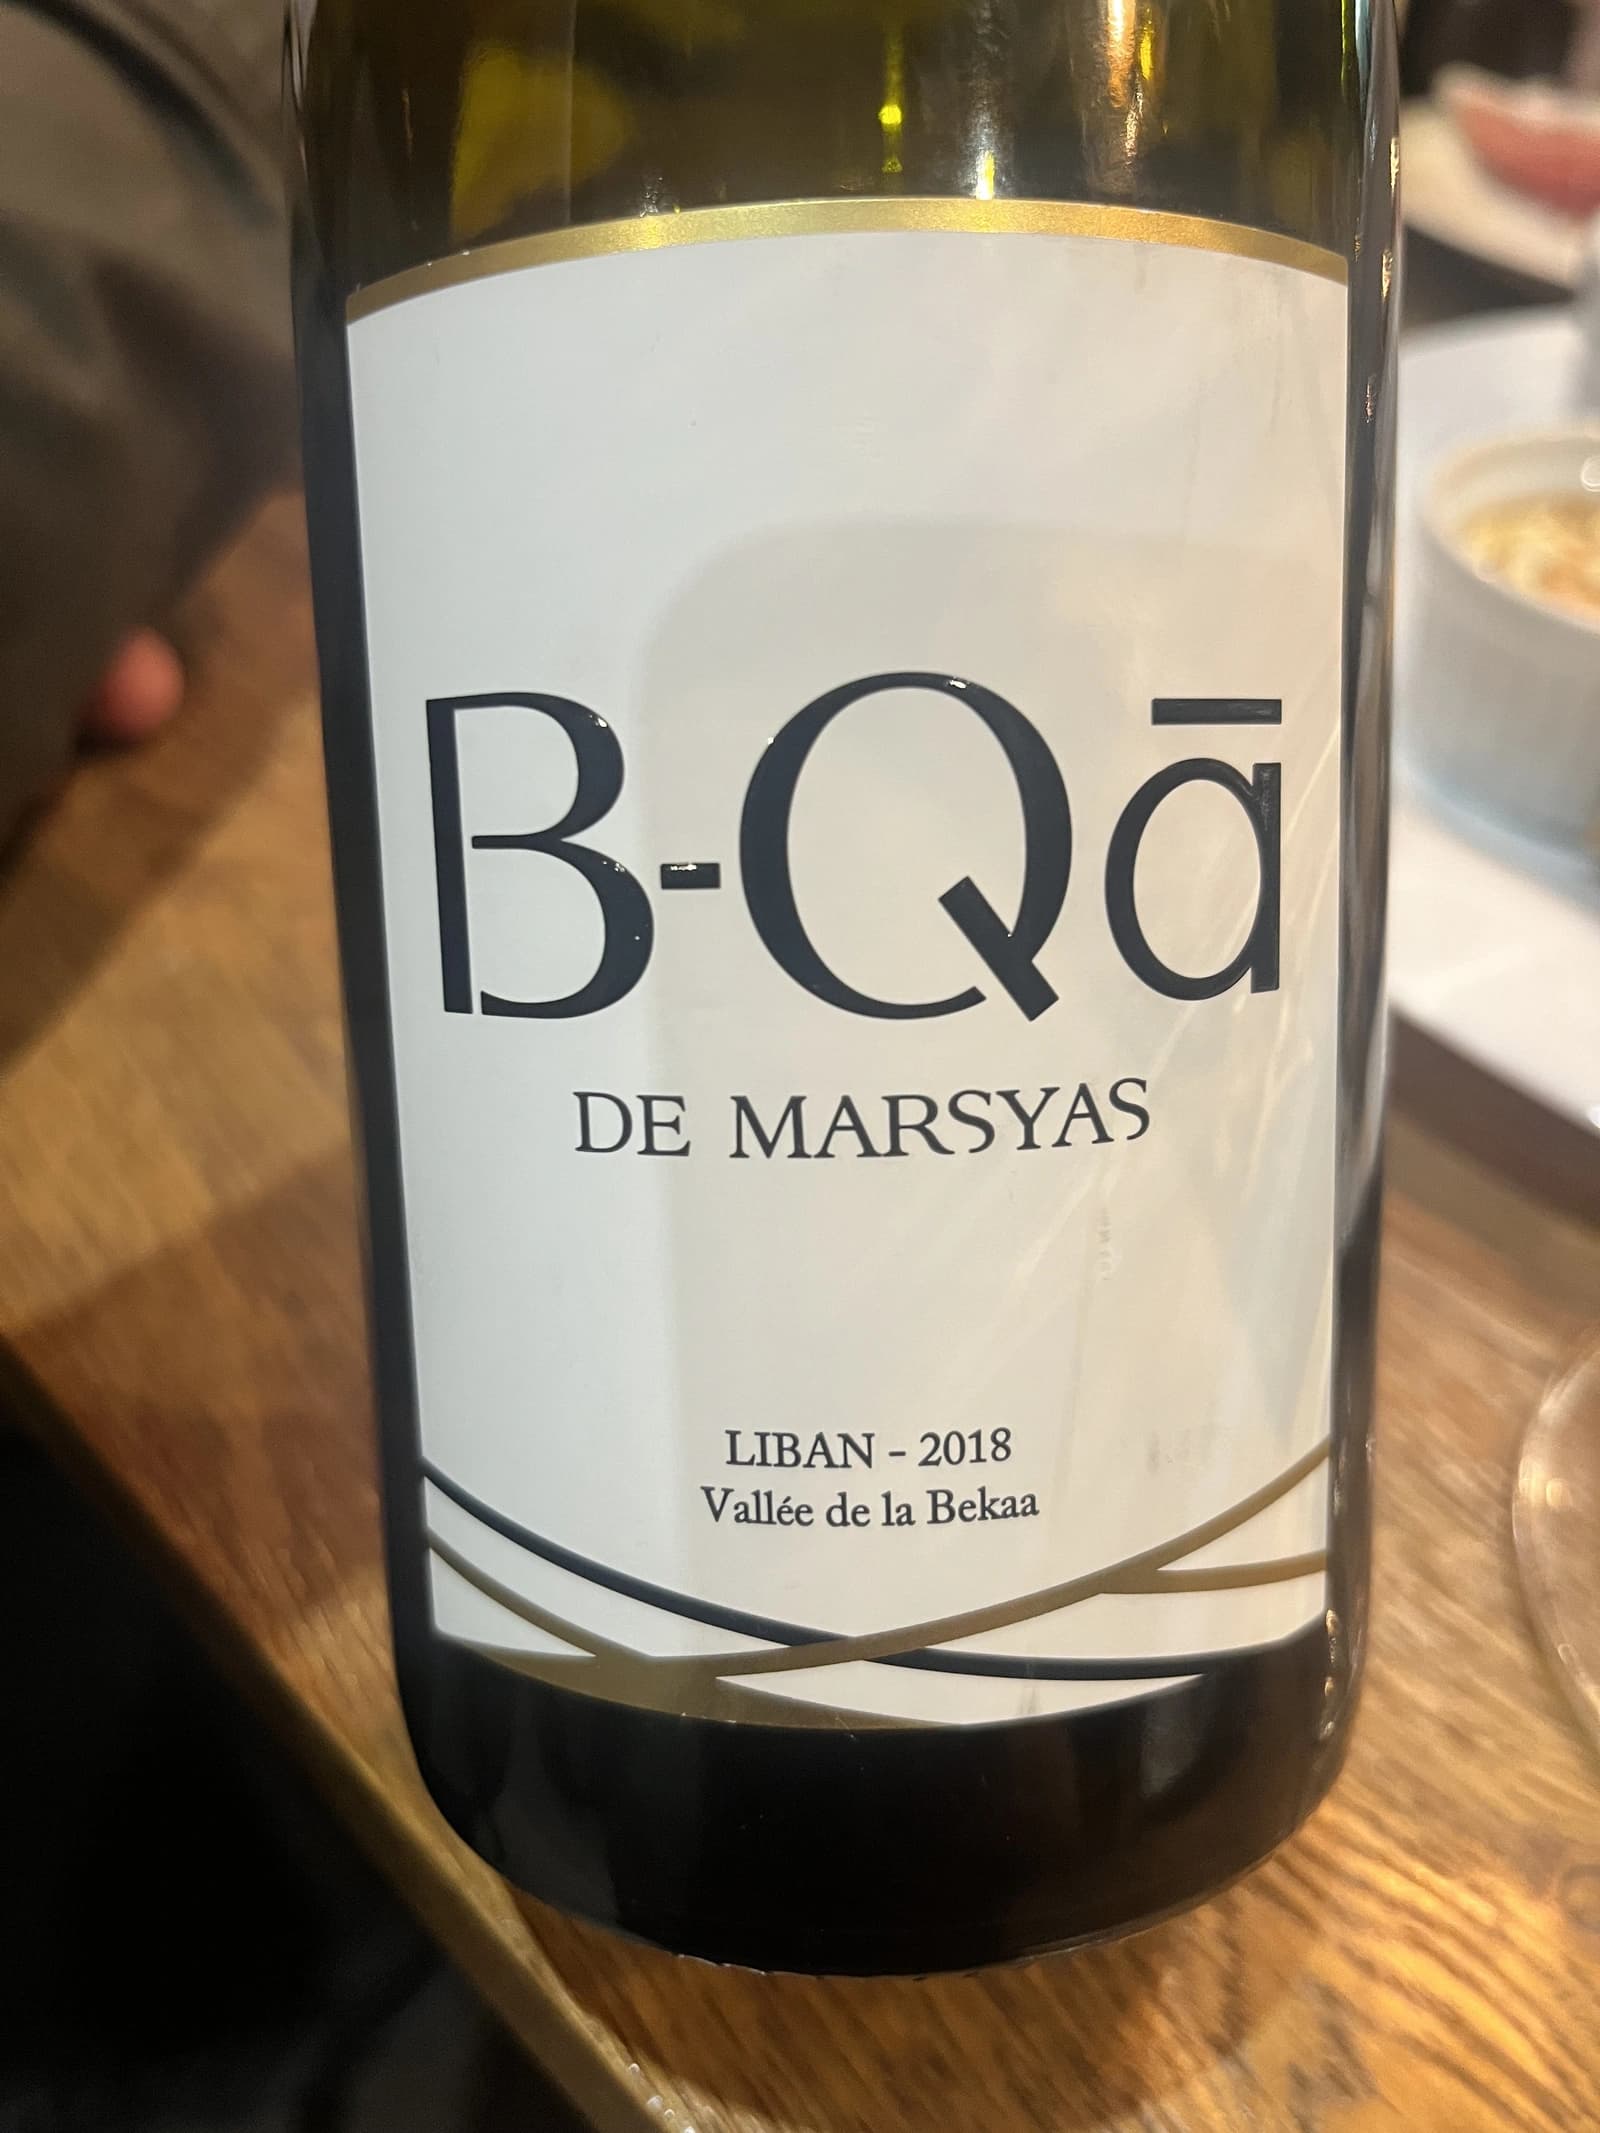 B-Qā
DE MARSYAS
LIBAN - 2018
Vallée de la Bekaa